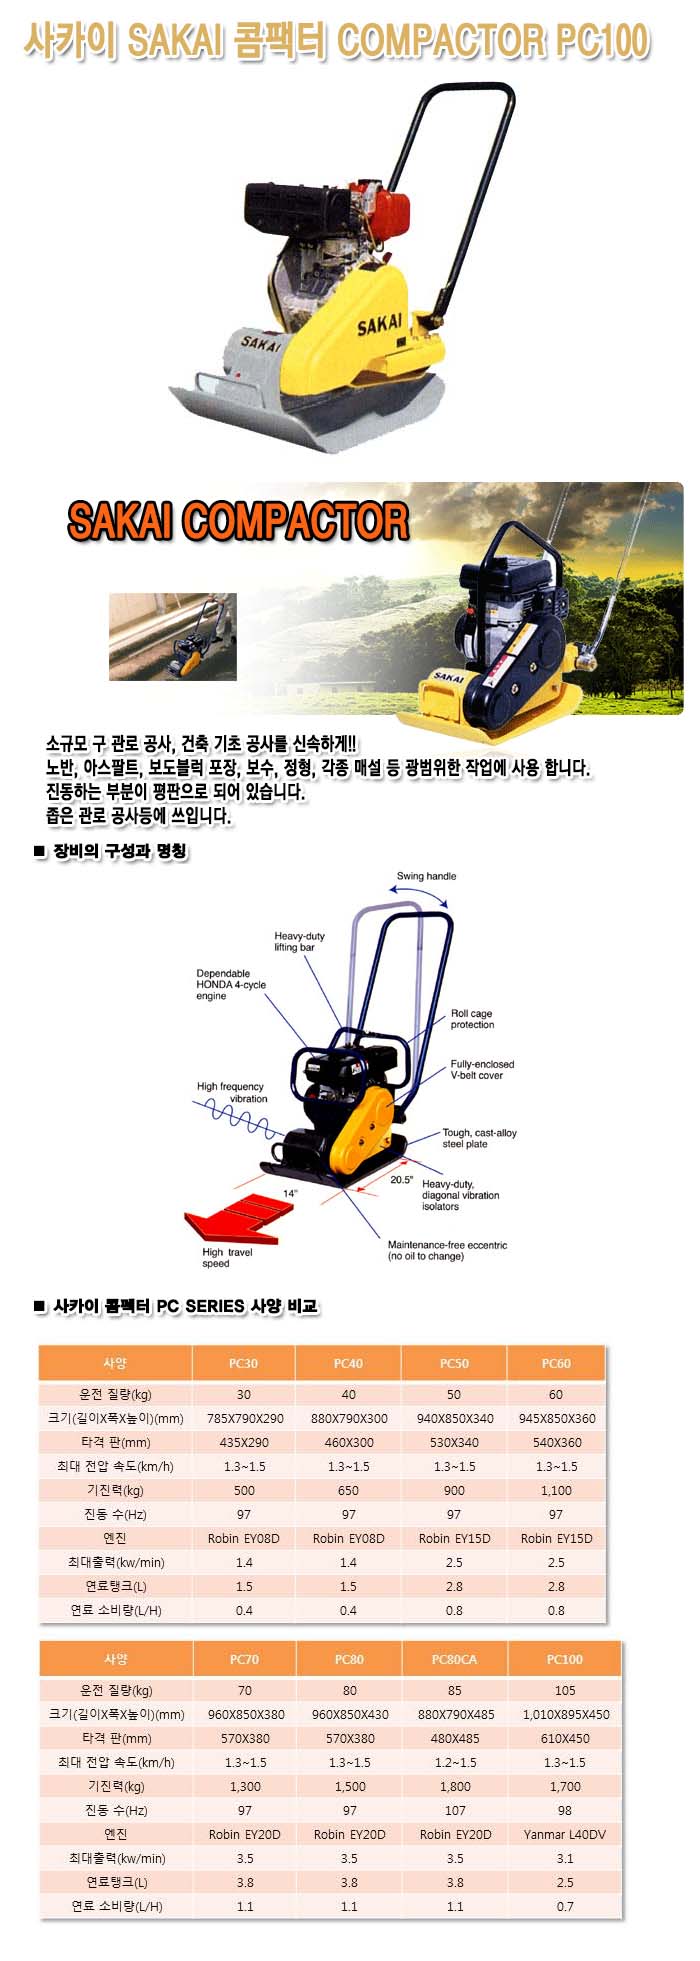 사카이 SAKAI 콤팩터 COMPACTOR PC100
SAKAI
SAKAI
SAKAI COMPACTOR
SAKAI
소규모 구 관로 공사, 건축 기초 공사를 신속하게!!
노반, 아스팔트, 보도블럭 포장, 보수, 정형, 각종 매설 등 광범위한 작업에 사용 합니다.
진동하는 부분이 평판으로 되어 있습니다.
좁은 관로 공사등에 쓰입니다.
■ 장비의 구성과 명칭
Swing handle
Heavy-duty
lifting bar
Dependable
HONDA 4-cycle
engine
Roll cage
protection
Fully-enclosed
V-belt cover
High frequency
vibration
Tough, cast-alloy
steel plate
20.5"
14"
Heavy-duty,
diagonal vibration
isolators
High travel
speed
Maintenance-free eccentric
(no oil to change)
■ 사카이 콤펙터 PC SERIES 사양 비교
사양 PC30 PC40 PC50 PC60
운전 질량(kg) 30 40 50 60
크기(길이X폭X높이)(mm) 785X790X290 880X790X300 940X850X340 945X850X360
타격 판(mm) 435X290 460X300 530X340 540X360
최대 전압 속도(km/h) 1.3~1.5 1.3~1.5 1.3~1.5 1.3~1.5
기진력(kg) 500 650 900 1,100
진동 수(Hz) 97 97 97 97
엔진 Robin EY08D Robin EY08D Robin EY15D Robin EY15D
최대출력(kw/min) 1.4 1.4 2.5 2.5
연료탱크(L) 1.5 1.5 2.8 2.8
연료 소비량(L/H) 0.4 0.4 0.8 0.8
사양 PC70 PC80 PC80CA PC100
운전 질량(kg) 70 80 85 105
크기(길이X폭X높이)(mm) 960X850X380 960X850X430 880X790X485 1,010X895X450
타격 판(mm) 570X380 570X380 480X485 610X450
최대 전압 속도(km/h) 1.3~1.5 1.3~1.5 1.2~1.5 1.3~1.5
기진력(kg) 1,300 1,500 1,800 1,700
진동 수(Hz) 97 97 107 98
엔진 Robin EY20D Robin EY20D Robin EY20D Yanmar L40DV
최대출력(kw/min) 3.5 3.5 3.5 3.1
연료탱크(L) 3.8 3.8 3.8 2.5
연료 소비량(L/H) 1.1 1.1 1.1 0.7